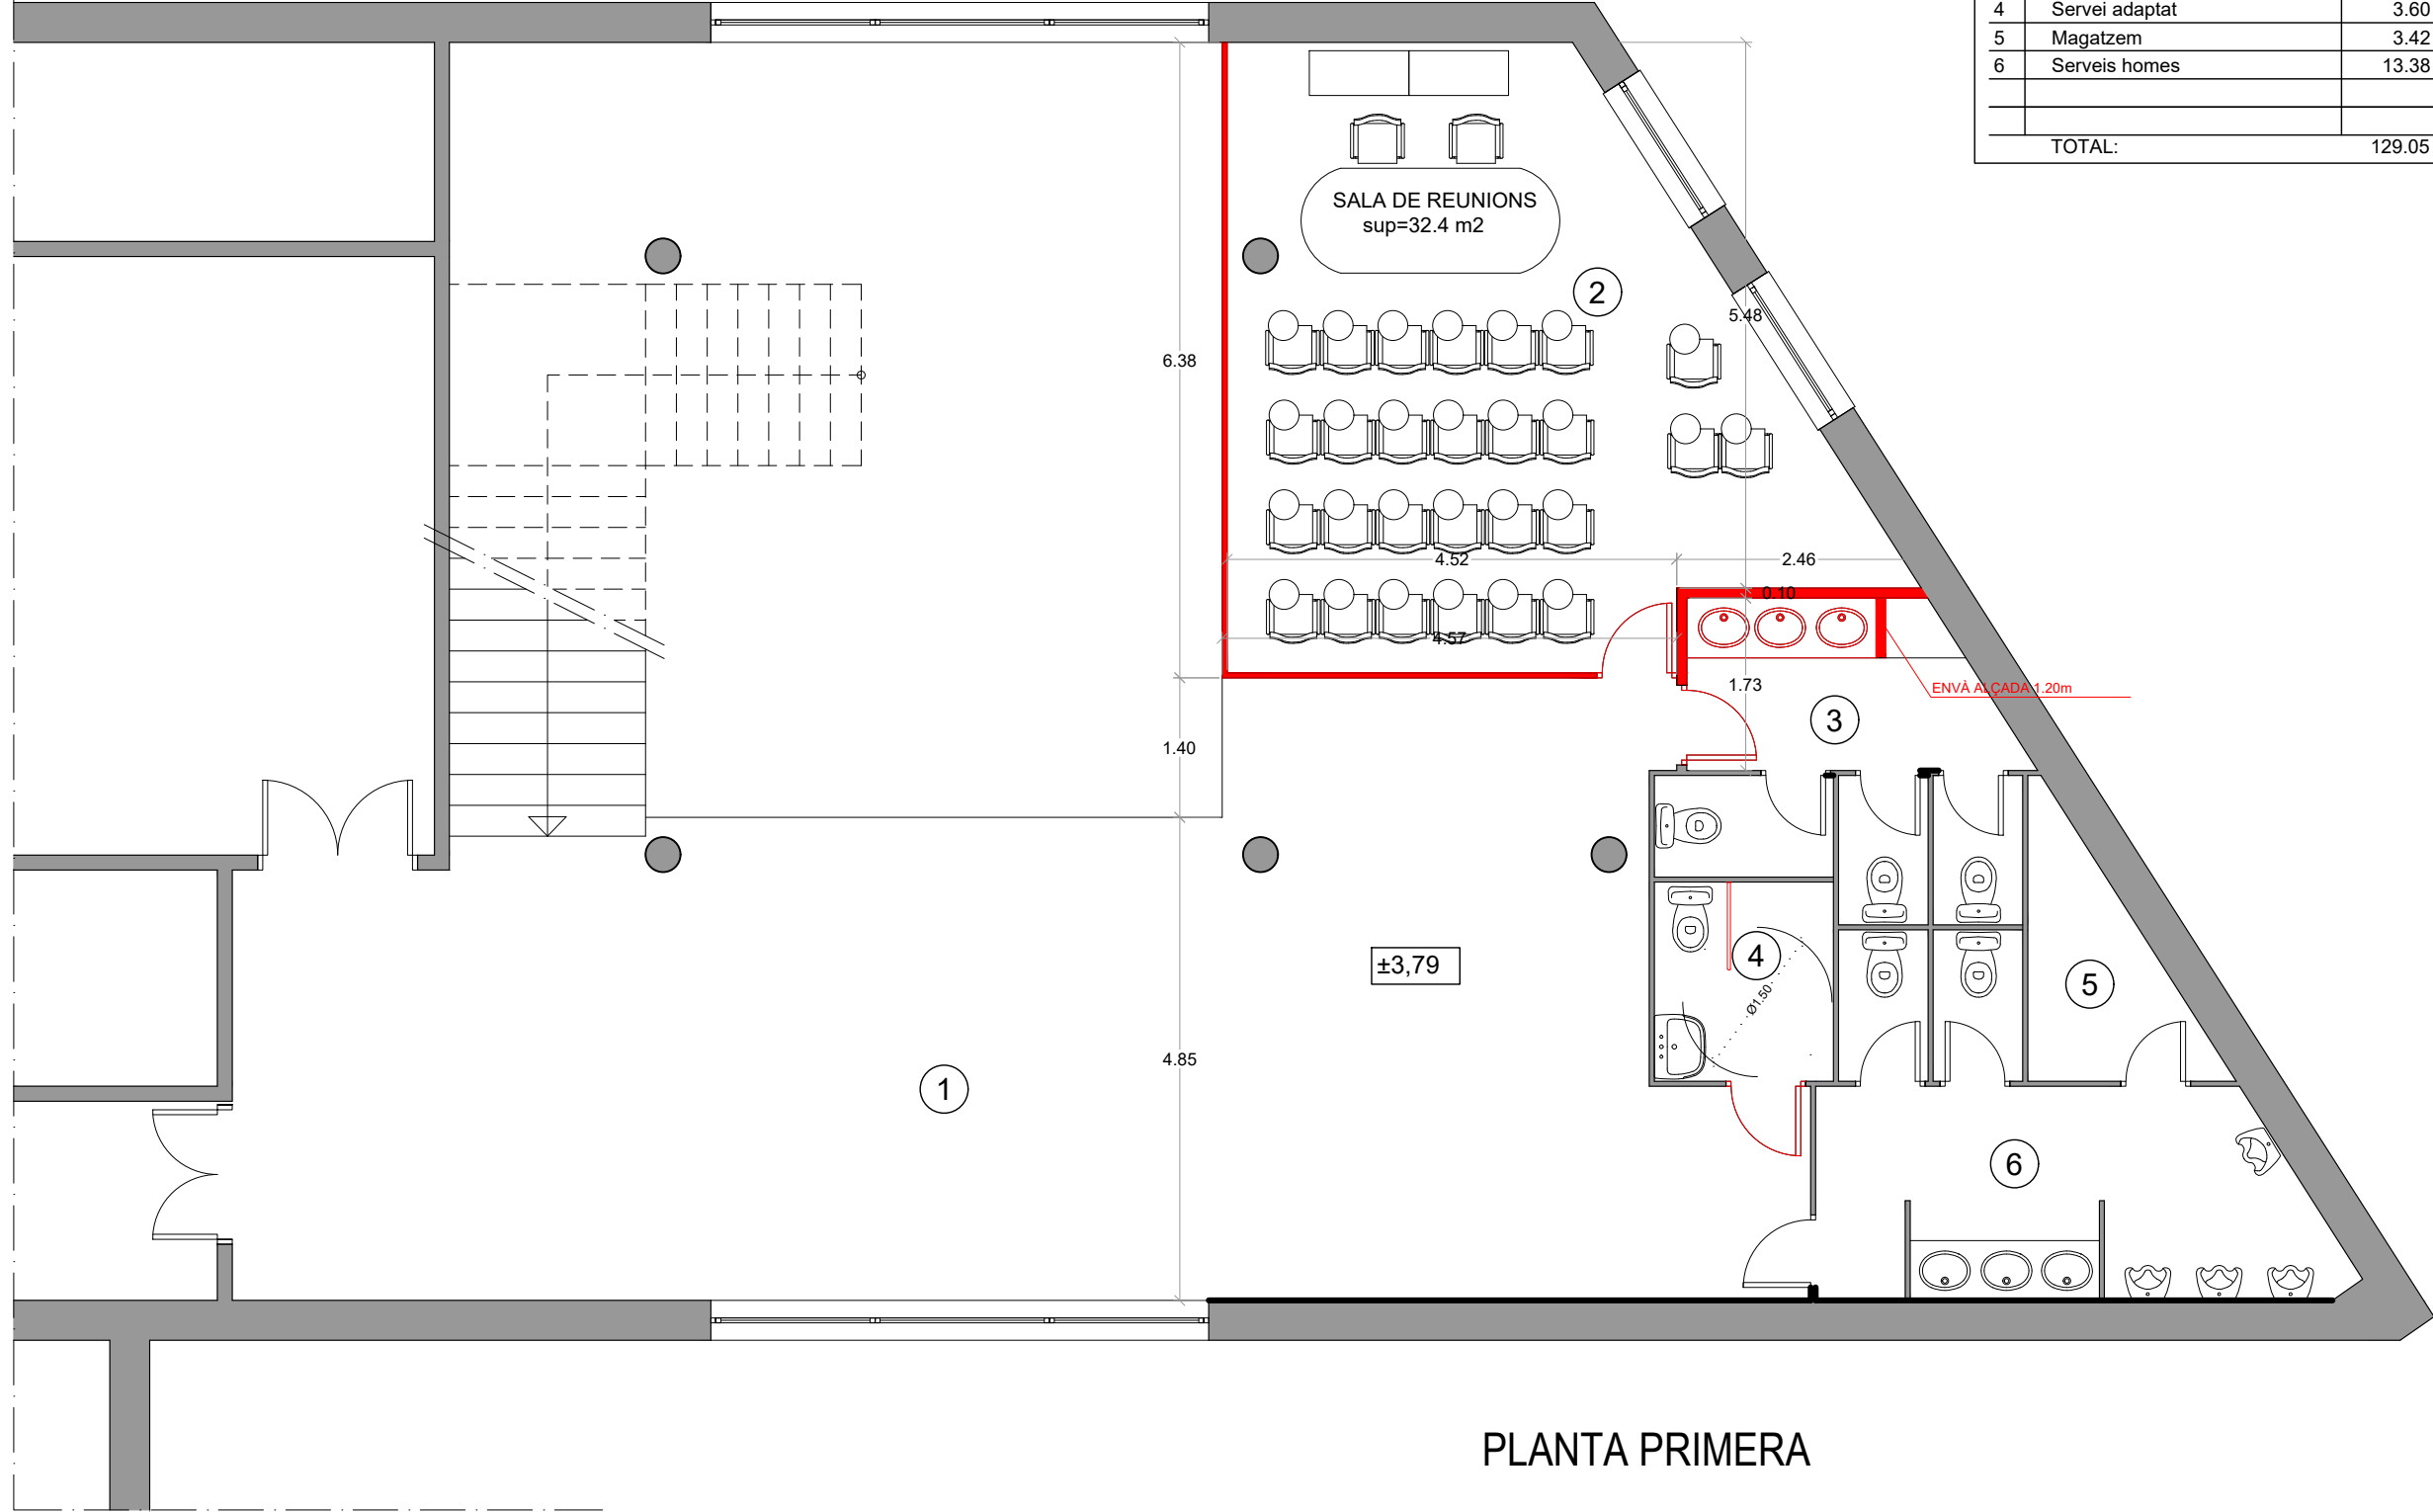 4 Servei adaptat 3.60
5 Magatzem 3.42
6 Serveis homes 13.38
TOTAL: 129.05
SALA DE REUNIONS
sup=32.4 m2
2
5.48
6.38
4.52
2.46
0.10
4.57
1.73
ENVÀ ALÇADA 1.20m
3
1.40
±3,79
4
Ø1.50
5
4.85
1
6
PLANTA PRIMERA